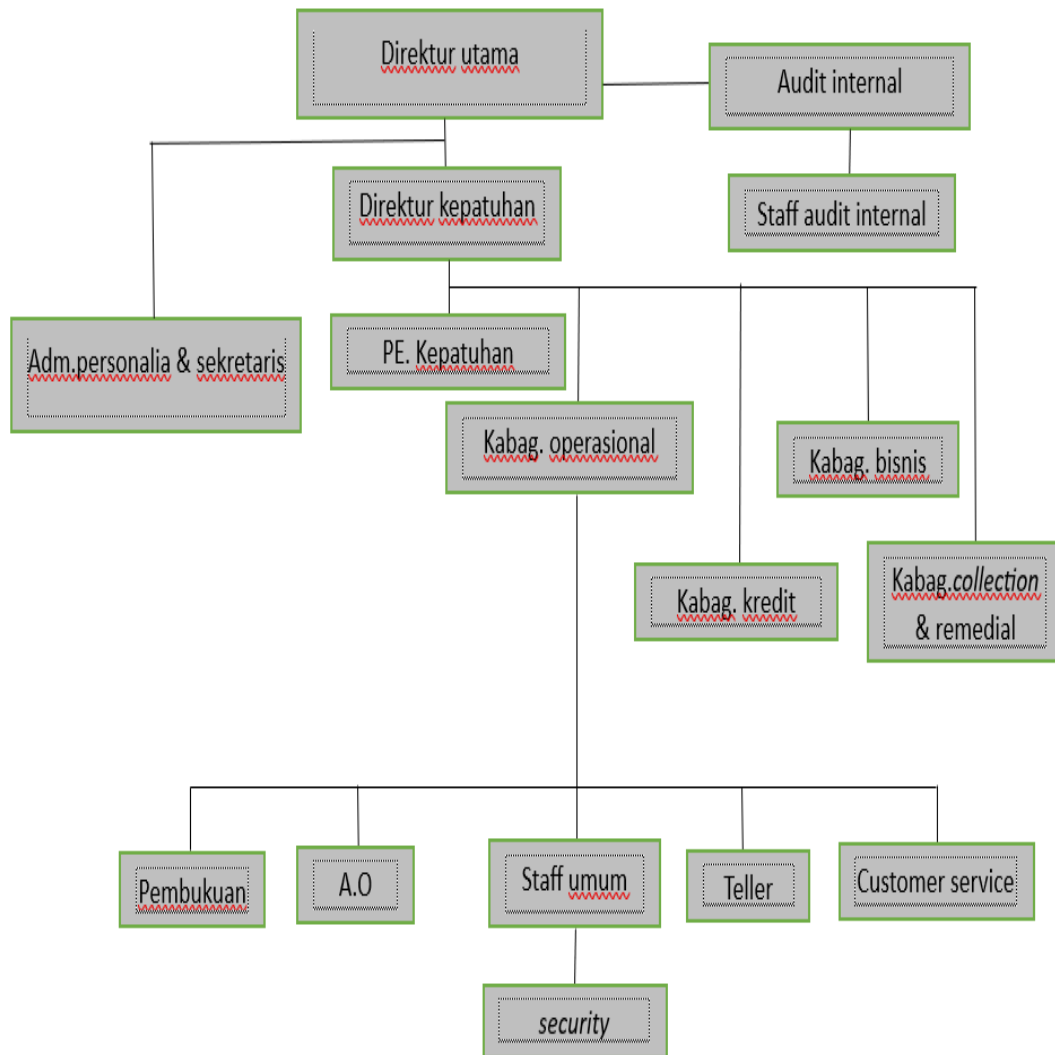 Direktur utama
Audit internal
Direktur kepatuhan
Staff audit internal
Adm.personalia & sekretaris
PE. Kepatuhan
Kabag. operasional
Kabag. bisnis
Kabag. kredit
Kabag.collection
& remedial
Pembukuan
A.O
Staff umum
Teller
Customer service
security